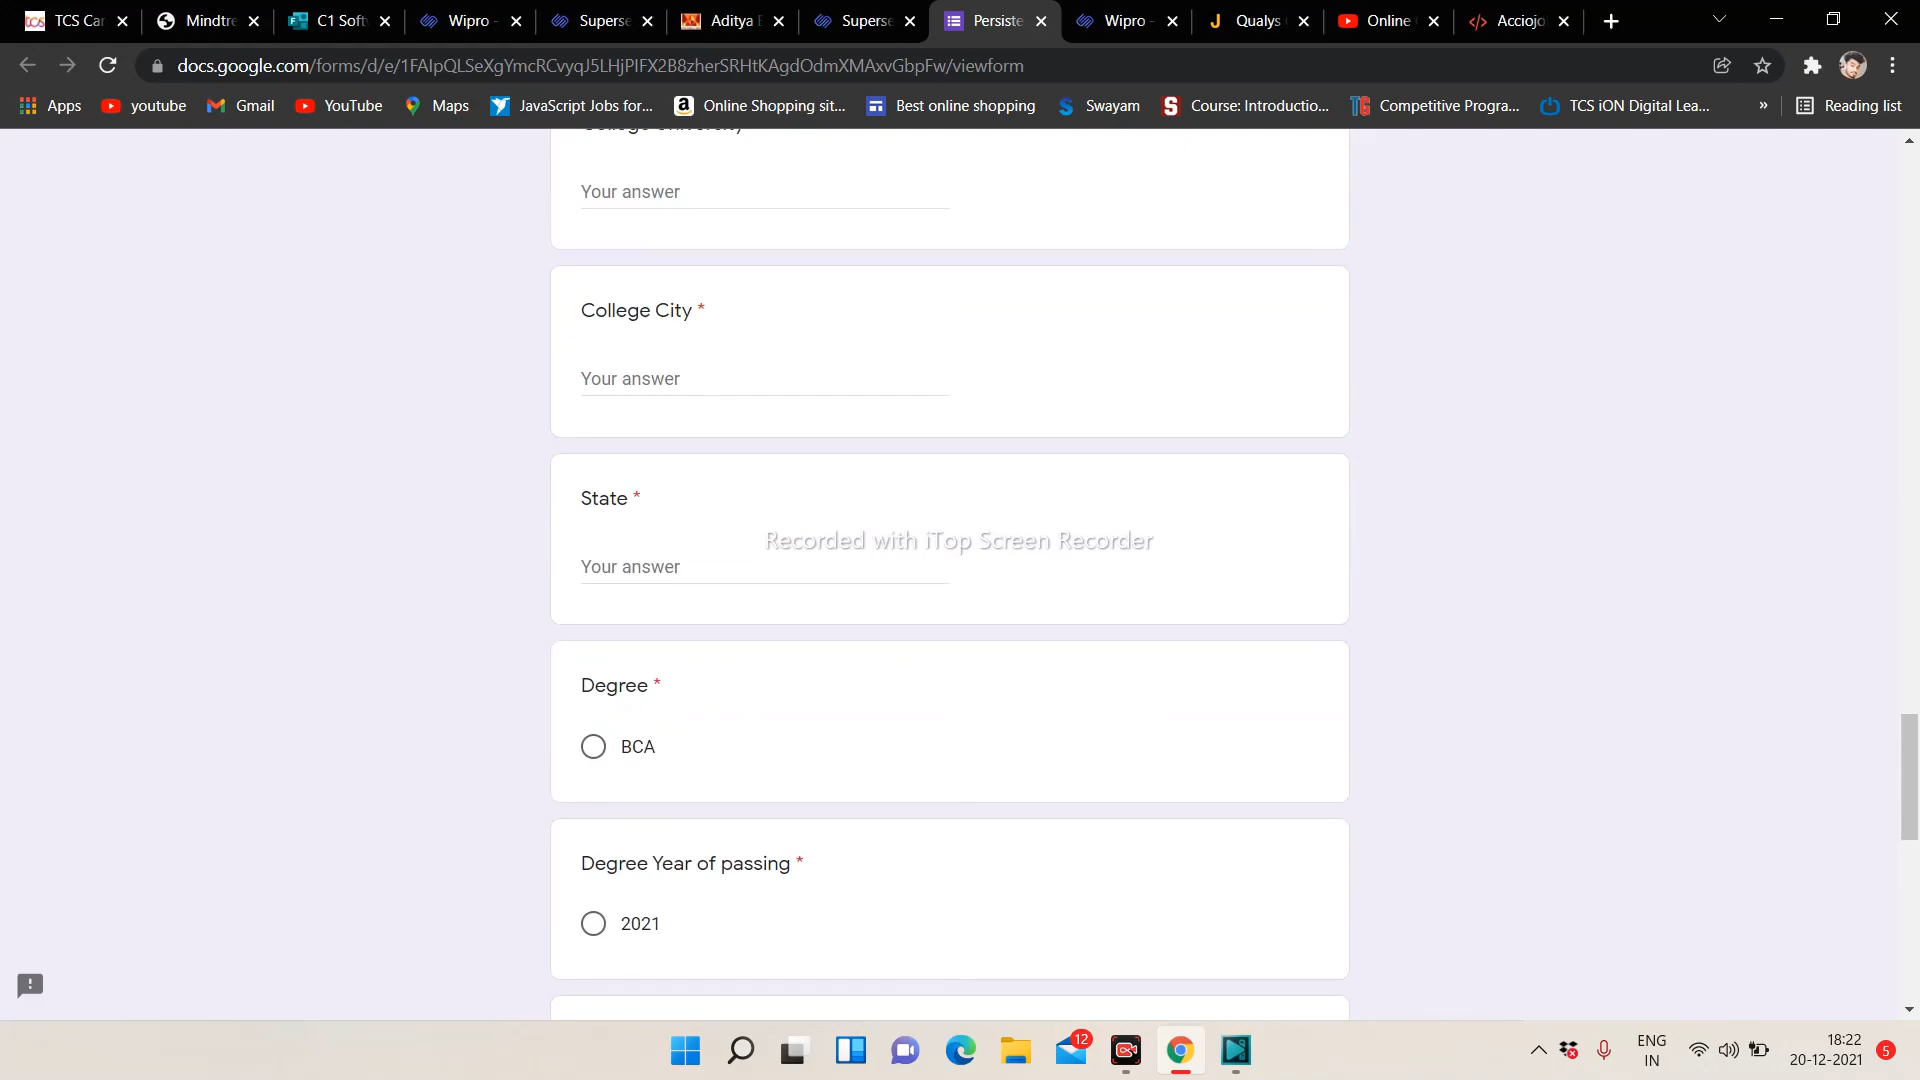 TCS Car
Mindtre
C1 Soft
Wipro -
Superse
Aditya B
Superse
Persiste
Wipro -
Qualys
Online
Acciojo
docs.google.com/forms/d/e/1FAIpQLSeXgYmcRCvyqJ5LHjPIFX2B8zherSRHtKAgdOdmXMAxvGbpFw/viewform
Apps
youtube
Gmail
YouTube
Maps
JavaScript Jobs for...
Online Shopping sit...
Best online shopping
Swayam
Course: Introductio...
Competitive Progra...
TCS iON Digital Lea...
»
Reading list
College University
Your answer
College City *
Your answer
State *
Recorded with iTop Screen Recorder
Your answer
Degree *
BCA
Degree Year of passing *
2021
12
ENG
IN
18:22
20-12-2021
5